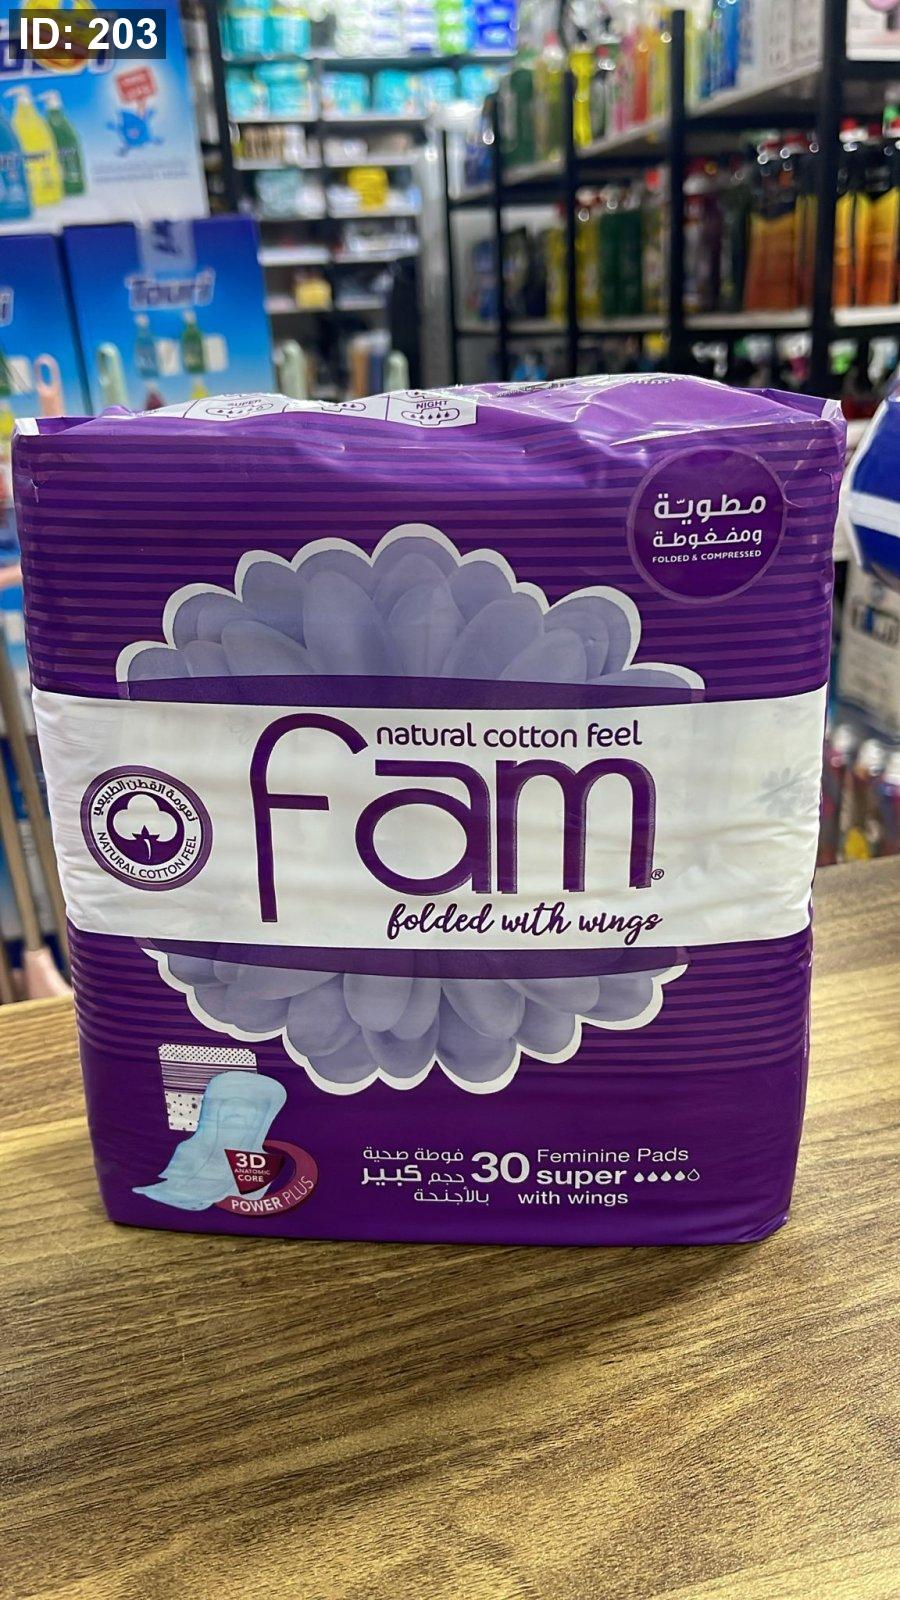 ID: 203
Touri
SUPER
NIGHT
مطويّة
ومضغوطة
FOLDED & COMPRESSED
natural cotton feel
fam®
folded with wings
نعومة القطن الطبيعي
NATURAL COTTON FEEL
3D
ANATOMIC
CORE
POWER PLUS
30
فوطة صحية
حجم كبير
بالأجنحة
Feminine Pads
super
with wings